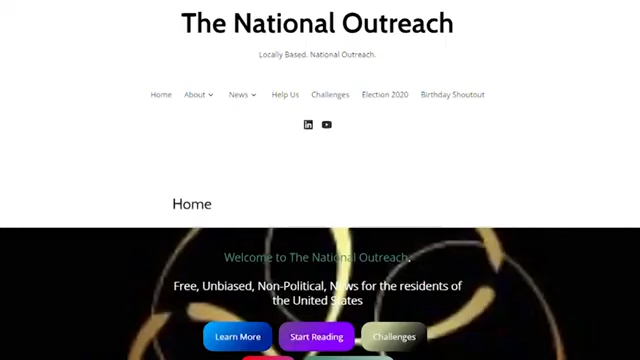 The National Outreach
Locally Based. National Outreach.
Home About News Help Us Challenges Election 2020 Birthday Shoutout
Home
Welcome to The National Outreach.
Free, Unbiased, Non-Political, News for the residents of
the United States
Learn More Start Reading Challenges